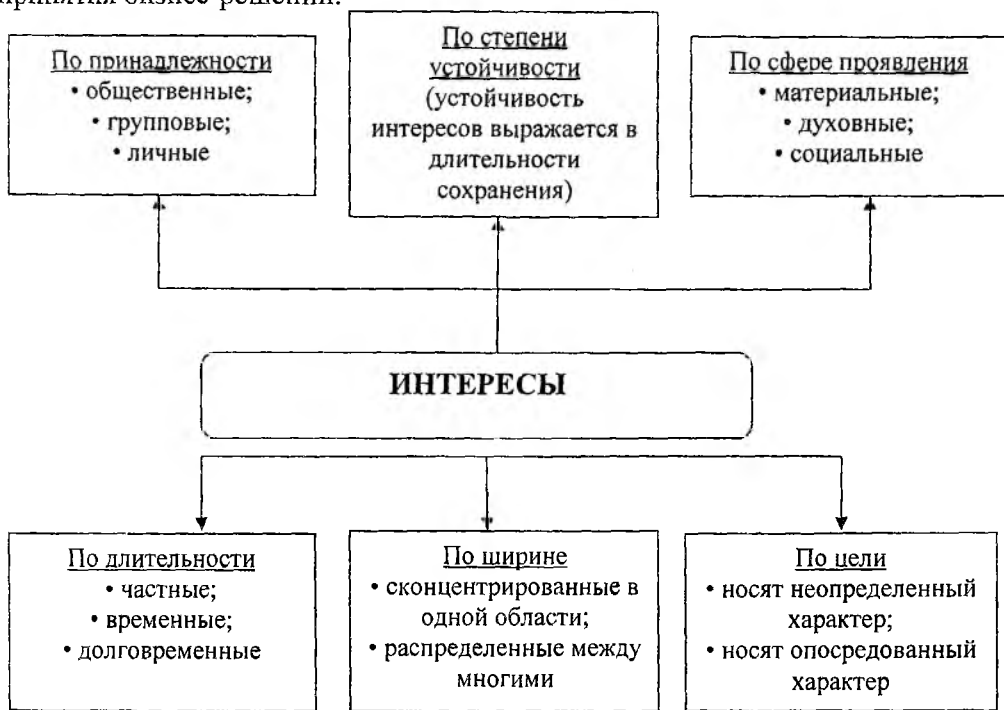 принятия бизнес-решений.
По принадлежности
• общественные;
• групповые;
• личные
По степени
устойчивости
(устойчивость
интересов выражается в
длительности
сохранения)
По сфере проявления
• материальные;
• духовные;
• социальные
ИНТЕРЕСЫ
По длительности
• частные;
• временные;
• долговременные
По ширине
• сконцентрированные в
одной области;
• распределенные между
многими
По цели
• носят неопределенный
характер;
• носят опосредованный
характер